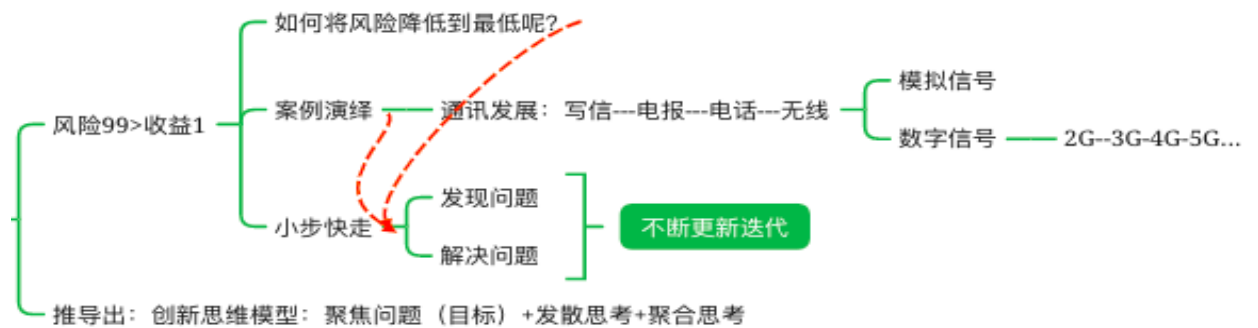 如何将风险降低到最低呢?
风险99>收益1
案例演绎
通讯发展：写信---电报---电话---无线
模拟信号
数字信号
2G--3G-4G-5G...
小步快走
发现问题
解决问题
不断更新迭代
推导出：创新思维模型：聚焦问题（目标）+发散思考+聚合思考